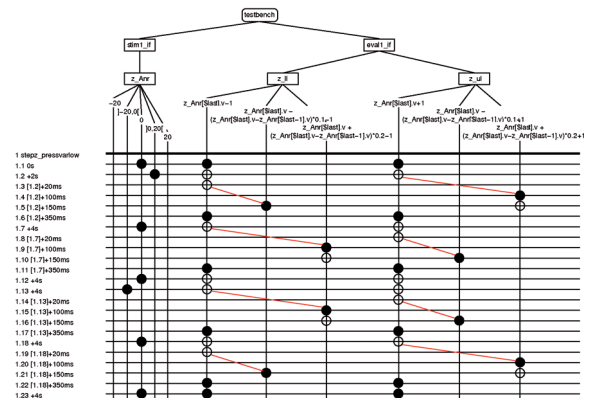 testbench
stim1_if
eval1_if
z_Anr
z_ll
z_ul
-20
]-20,0[
0
]0,20[
20
z_Anr[$last].v-1
z_Anr[$last].v -
(z_Anr[$last].v-z_Anr[$last-1].v)*0.1-1
z_Anr[$last].v +
(z_Anr[$last].v-z_Anr[$last-1].v)*0.2-1
z_Anr[$last].v+1
z_Anr[$last].v -
(z_Anr[$last].v-z_Anr[$last-1].v)*0.1+1
z_Anr[$last].v +
(z_Anr[$last].v-z_Anr[$last-1].v)*0.2+1
1 stepz_pressvarlow
1.1 0s
1.2 +2s
1.3 [1.2]+20ms
1.4 [1.2]+100ms
1.5 [1.2]+150ms
1.6 [1.2]+350ms
1.7 +4s
1.8 [1.7]+20ms
1.9 [1.7]+100ms
1.10 [1.7]+150ms
1.11 [1.7]+350ms
1.12 +4s
1.13 +4s
1.14 [1.13]+20ms
1.15 [1.13]+100ms
1.16 [1.13]+150ms
1.17 [1.13]+350ms
1.18 +4s
1.19 [1.18]+20ms
1.20 [1.18]+100ms
1.21 [1.18]+150ms
1.22 [1.18]+350ms
1.23 +4s